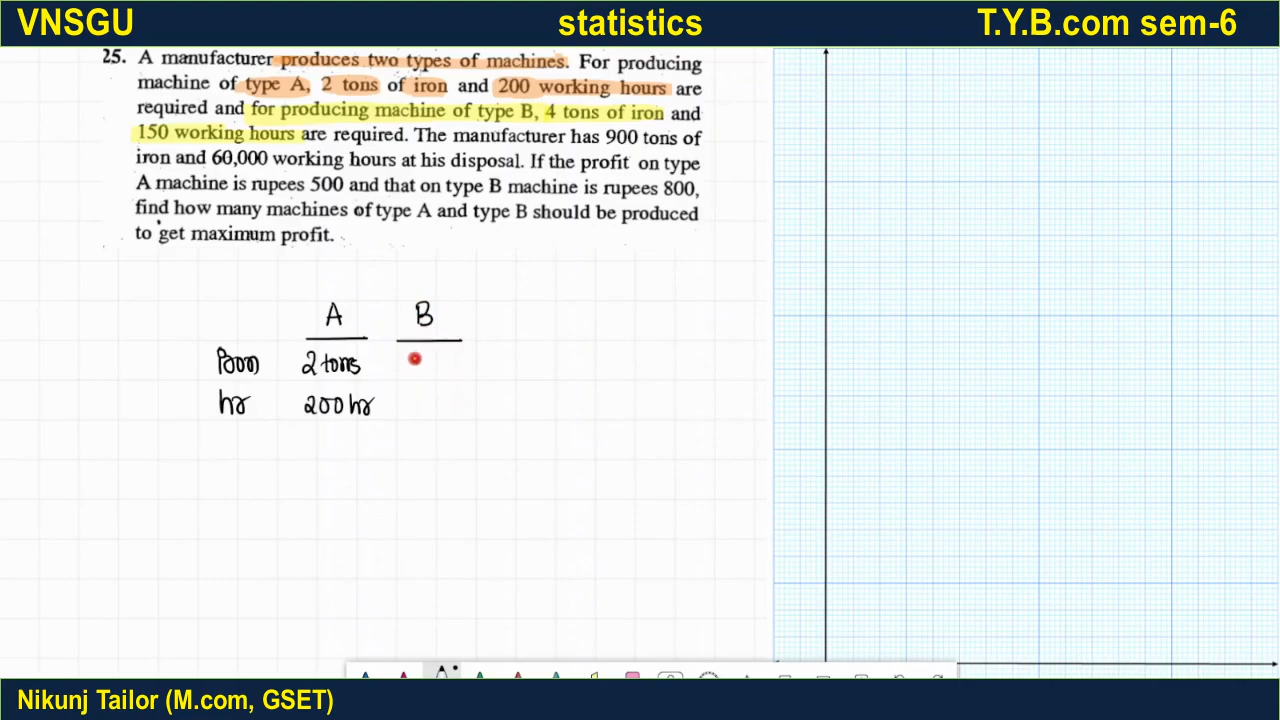 VNSGU statistics T.Y.B.com sem-6
25. A manufacturer produces two types of machines. For producing
machine of type A, 2 tons of iron and 200 working hours are
required and for producing machine of type B, 4 tons of iron and
150 working hours are required. The manufacturer has 900 tons of
iron and 60,000 working hours at his disposal. If the profit on type
A machine is rupees 500 and that on type B machine is rupees 800,
find how many machines of type A and type B should be produced
to get maximum profit.
A B
2 tons
hr 200 hr
Nikunj Tailor (M.com, GSET)